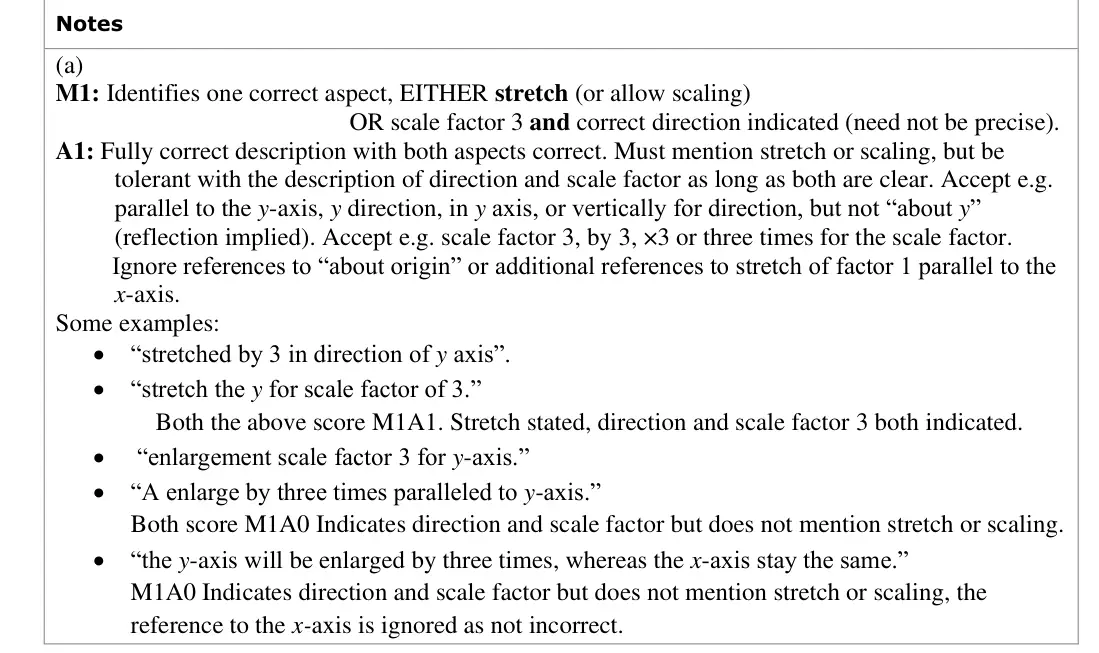 Notes
(a)
M1: Identifies one correct aspect, EITHER stretch (or allow scaling)
OR scale factor 3 and correct direction indicated (need not be precise).
A1: Fully correct description with both aspects correct. Must mention stretch or scaling, but be
tolerant with the description of direction and scale factor as long as both are clear. Accept e.g.
parallel to the y-axis, y direction, in y axis, or vertically for direction, but not “about y”
(reflection implied). Accept e.g. scale factor 3, by 3, ×3 or three times for the scale factor.
Ignore references to “about origin” or additional references to stretch of factor 1 parallel to the
x-axis.
Some examples:
• “stretched by 3 in direction of y axis”.
• “stretch the y for scale factor of 3.”
Both the above score M1A1. Stretch stated, direction and scale factor 3 both indicated.
• “enlargement scale factor 3 for y-axis.”
• “A enlarge by three times paralleled to y-axis.”
Both score M1A0 Indicates direction and scale factor but does not mention stretch or scaling.
• “the y-axis will be enlarged by three times, whereas the x-axis stay the same.”
M1A0 Indicates direction and scale factor but does not mention stretch or scaling, the
reference to the x-axis is ignored as not incorrect.